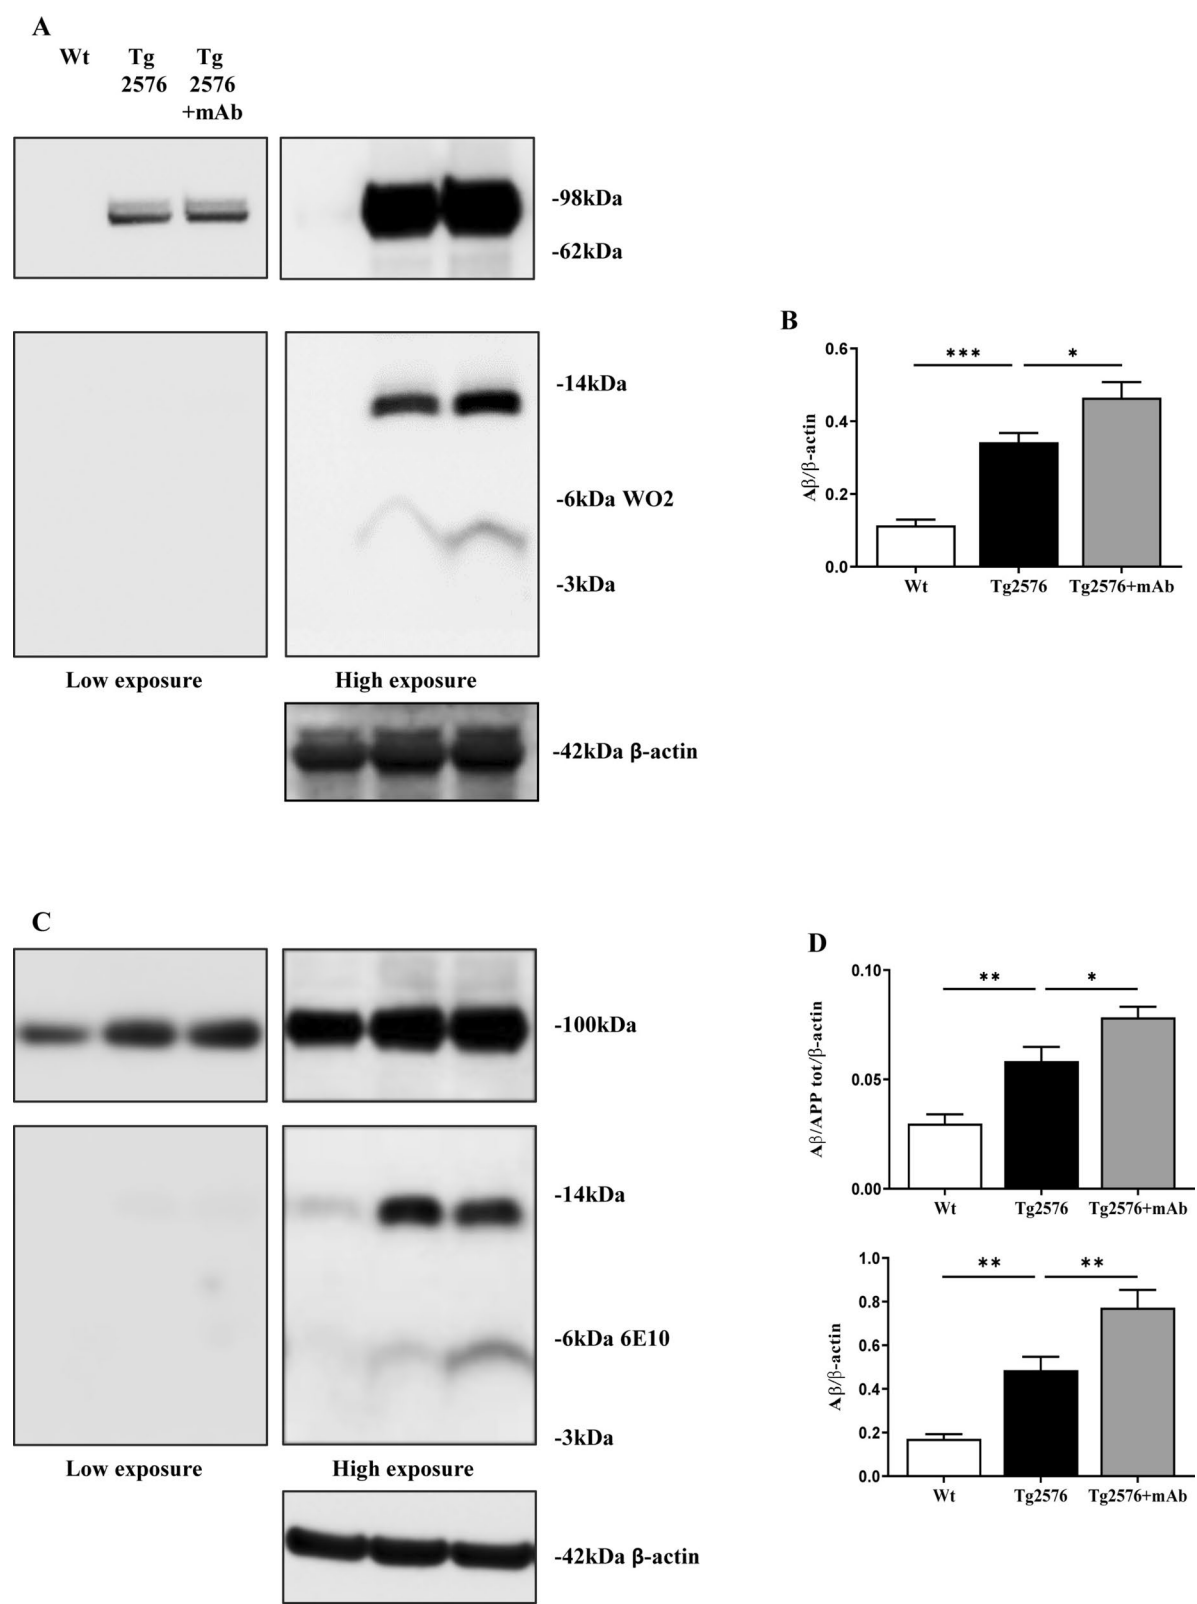 A
Wt Tg Tg
2576 2576
+mAb
-98kDa
-62kDa
-14kDa
-6kDa WO2
-3kDa
Low exposure High exposure
-42kDa β-actin
B
0.6
0.4
0.2
0.0
Aβ/β-actin
*** *
Wt Tg2576 Tg2576+mAb
C
-100kDa
-14kDa
-6kDa 6E10
-3kDa
Low exposure High exposure
-42kDa β-actin
D
0.10
0.05
0.00
Aβ/APP tot/β-actin
** *
Wt Tg2576 Tg2576+mAb
1.0
0.8
0.6
0.4
0.2
0.0
Aβ/β-actin
** **
Wt Tg2576 Tg2576+mAb